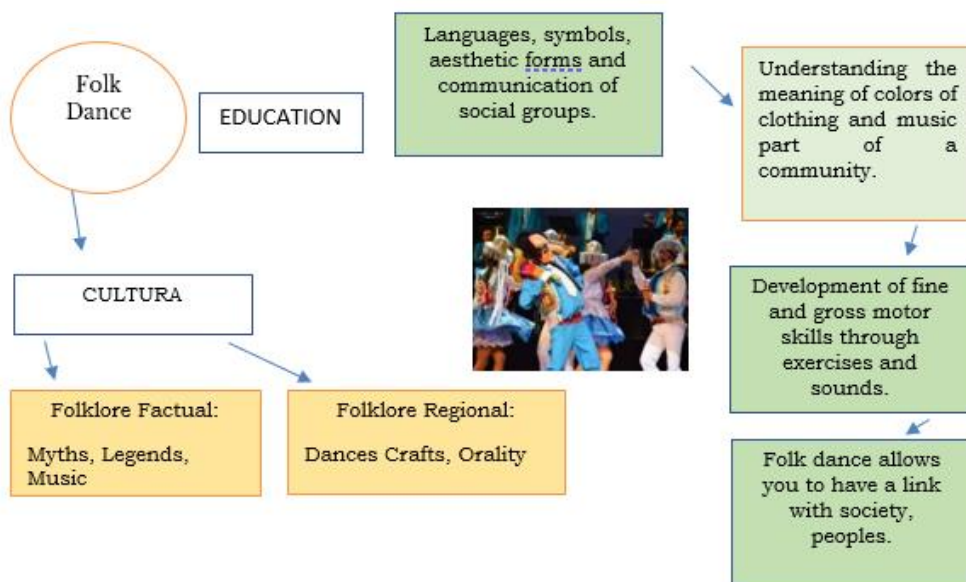 Folk
Dance
EDUCATION
Languages, symbols,
aesthetic forms and
communication of
social groups.
Understanding the
meaning of colors of
clothing and music
part of a
community.
CULTURA
Development of fine
and gross motor
skills through
exercises and
sounds.
Folklore Factual:
Myths, Legends,
Music
Folklore Regional:
Dances Crafts, Orality
Folk dance allows
you to have a link
with society,
peoples.